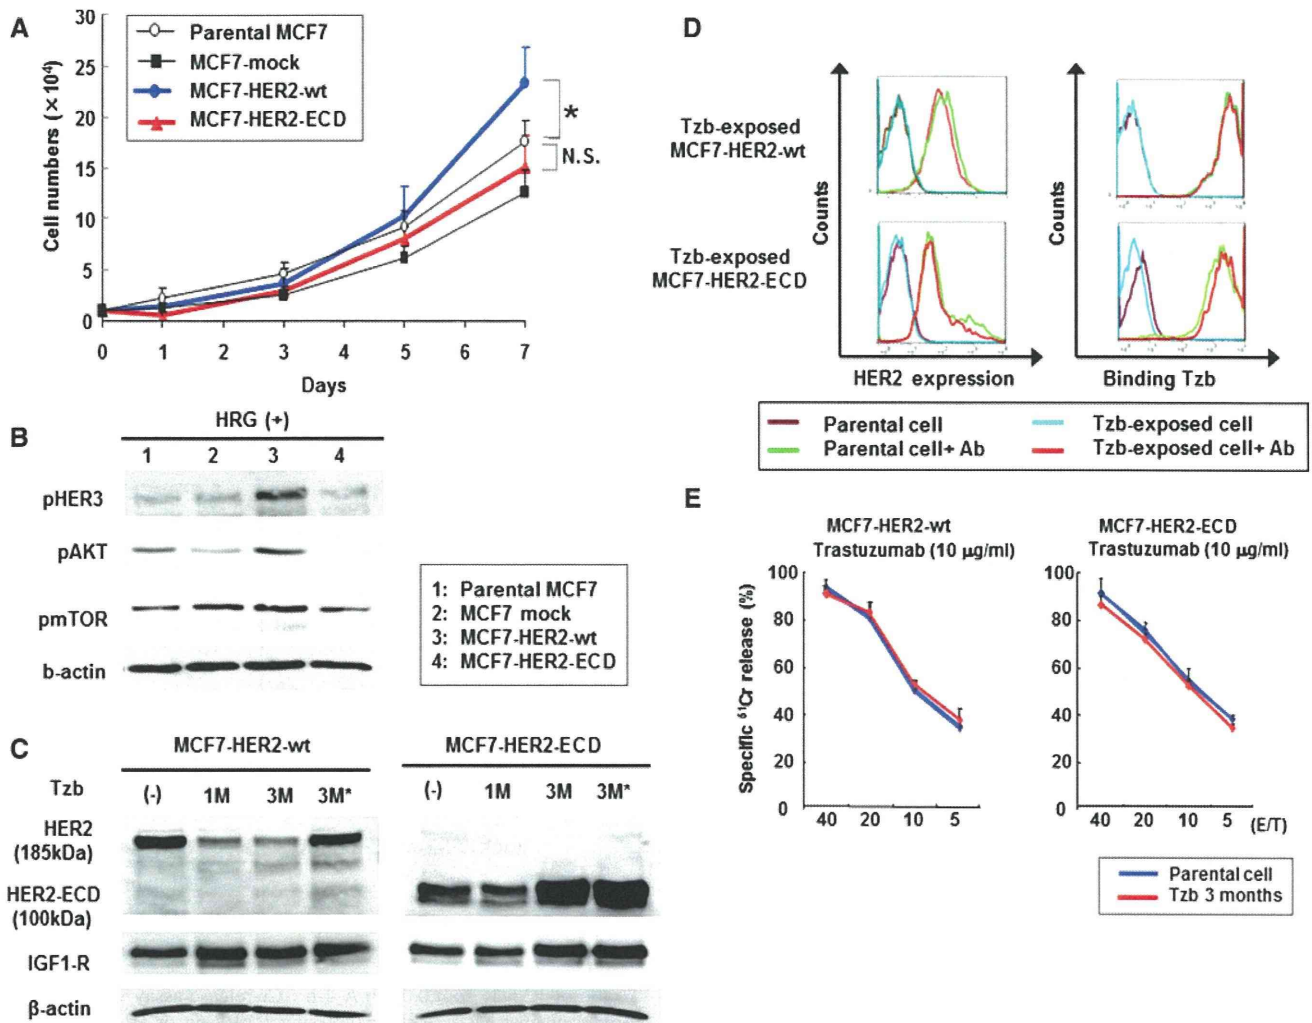 A
30
25
20
15
10
5
0
Cell numbers (×10⁴)
Parental MCF7
MCF7-mock
MCF7-HER2-wt
MCF7-HER2-ECD
*
N.S.
0 1 2 3 4 5 6 7
Days
B
HRG (+)
1 2 3 4
pHER3
pAKT
pmTOR
b-actin
1: Parental MCF7
2: MCF7 mock
3: MCF7-HER2-wt
4: MCF7-HER2-ECD
C
MCF7-HER2-wt
MCF7-HER2-ECD
Tzb
(-) 1M 3M 3M*
(-) 1M 3M 3M*
HER2
(185kDa)
HER2-ECD
(100kDa)
IGF1-R
β-actin
D
Tzb-exposed
MCF7-HER2-wt
Tzb-exposed
MCF7-HER2-ECD
Counts
Counts
HER2 expression
Binding Tzb
Parental cell
Tzb-exposed cell
Parental cell+ Ab
Tzb-exposed cell+ Ab
E
MCF7-HER2-wt
Trastuzumab (10 µg/ml)
MCF7-HER2-ECD
Trastuzumab (10 µg/ml)
Specific ⁵¹Cr release (%)
100
80
60
40
20
0
40 20 10 5
100
80
60
40
20
0
40 20 10 5 (E/T)
Parental cell
Tzb 3 months